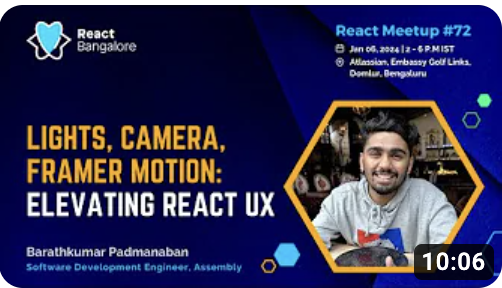 React
Bangalore
React Meetup #72
Jan 06, 2024 | 2 - 6 P.M IST
Atlassian, Embassy Golf Links,
Domlur, Bengaluru
LIGHTS, CAMERA,
FRAMER MOTION:
ELEVATING REACT UX
Barathkumar Padmanaban
Software Development Engineer, Assembly
10:06